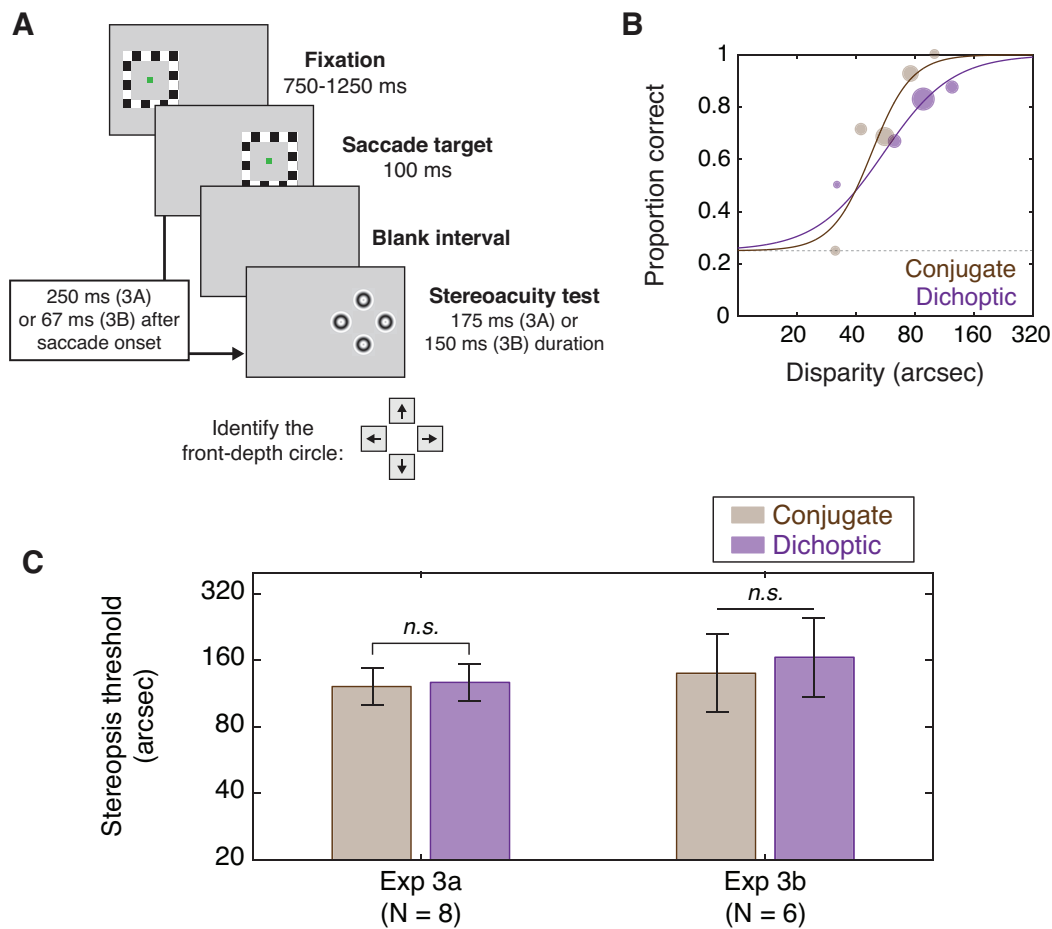 A
Fixation
750-1250 ms
Saccade target
100 ms
Blank interval
250 ms (3A)
or 67 ms (3B) after
saccade onset
Stereoacuity test
175 ms (3A) or
150 ms (3B) duration
Identify the
front-depth circle:
B
Proportion correct
1
0.8
0.6
0.4
0.2
0
Conjugate
Dichoptic
20 40 80 160 320
Disparity (arcsec)
C
Conjugate
Dichoptic
Stereopsis threshold
(arcsec)
320
160
80
40
20
n.s.
n.s.
Exp 3a
(N = 8)
Exp 3b
(N = 6)